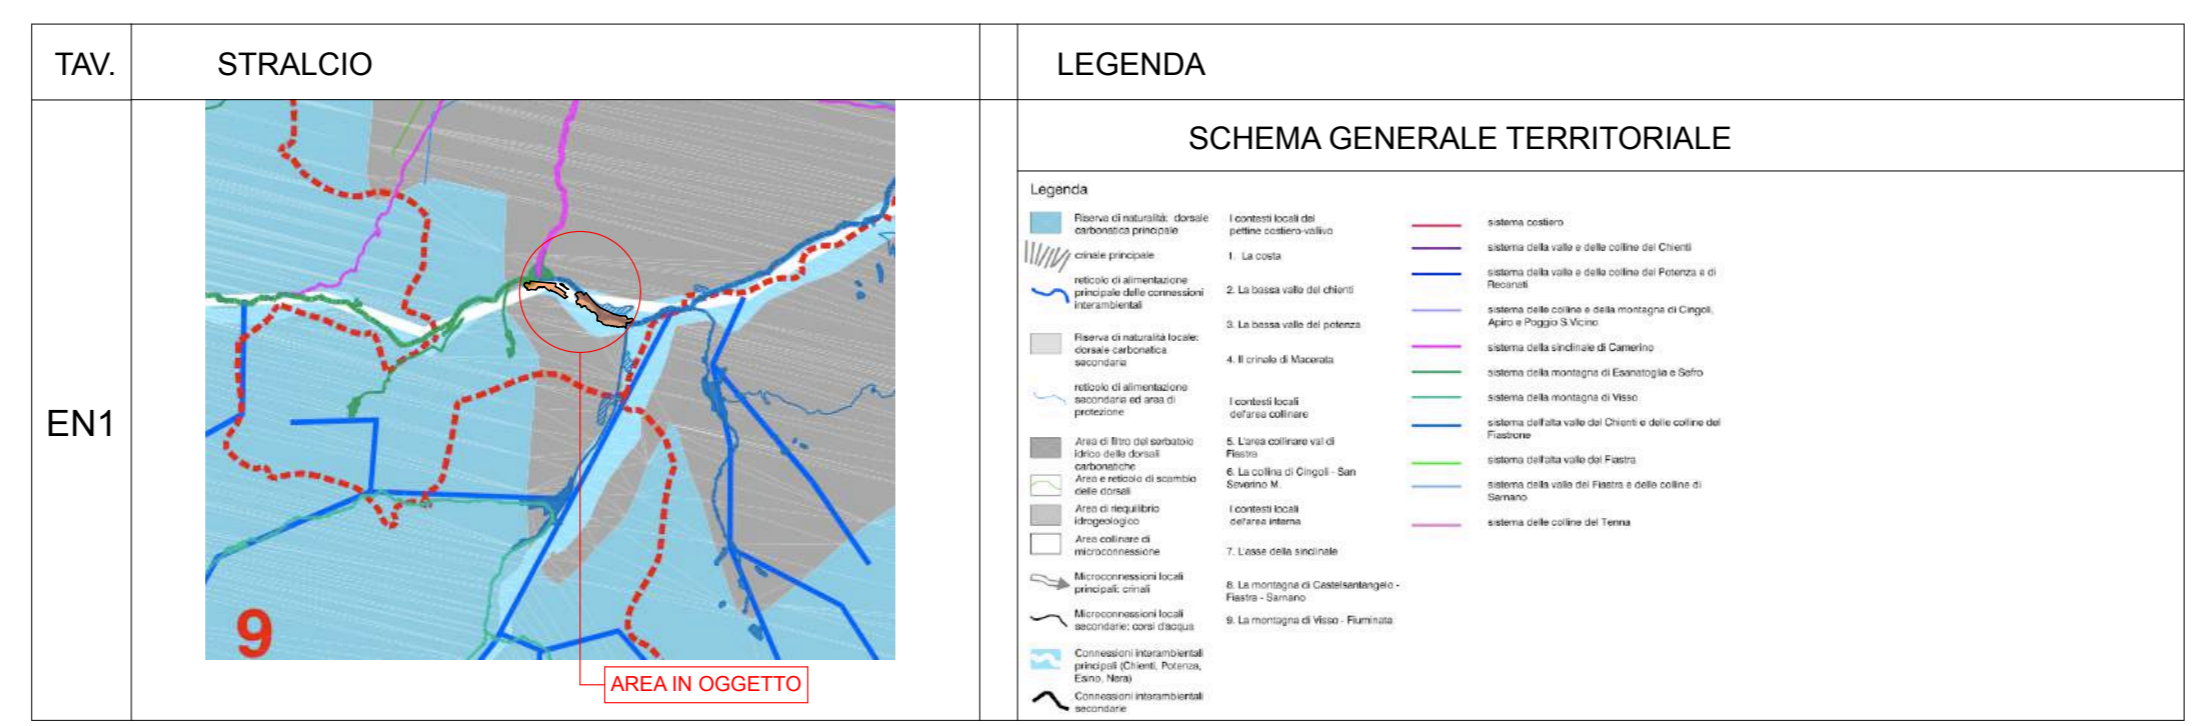 TAV.
STRALCIO
LEGENDA
EN1
9
AREA IN OGGETTO
SCHEMA GENERALE TERRITORIALE
Legenda
Riserva di naturalità: dorsale
carbonatica principale
crinale principale
reticolo di alimentazione
principale delle connessioni
interambientali
Riserva di naturalità locale:
dorsale carbonatica
secondaria
reticolo di alimentazione
secondaria ed area di
protezione
Area di filtro del serbatoio
idrico delle dorsali
carbonatiche
Area e reticolo di scambio
delle dorsali
Area di riequilibrio
idrogeologico
Area collinare di
microconnessione
Microconnessioni locali
principali: crinali
Microconnessioni locali
secondarie: corsi d'acqua
Connessioni interambientali
principali (Chienti, Potenza,
Esino, Nera)
Connessioni interambientali
secondarie
I contesti locali del
pettine costiero-vallivo
1. La costa
2. La bassa valle del chienti
3. La bassa valle del potenza
4. Il crinale di Macerata
I contesti locali
dell'area collinare
5. L'area collinare val di
Fiastra
6. La collina di Cingoli - San
Severino M.
I contesti locali
dell'area interna
7. L'asse della sinclinale
8. La montagna di Castelsantangelo -
Fiastra - Sarnano
9. La montagna di Visso - Fiuminata
sistema costiero
sistema della valle e delle colline del Chienti
sistema della valle e delle colline del Potenza e di
Recanati
sistema delle colline e della montagna di Cingoli,
Apiro e Poggio S.Vicino
sistema della sinclinale di Camerino
sistema della montagna di Esanatoglia e Sefro
sistema della montagna di Visso
sistema dell'alta valle del Chienti e delle colline del
Fiastrone
sistema dell'alta valle del Fiastra
sistema della valle del Fiastra e delle colline di
Sarnano
sistema delle colline del Tenna